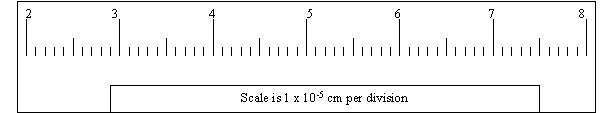 2 3 4 5 6 7 8
Scale is 1 x 10⁻⁵ cm per division